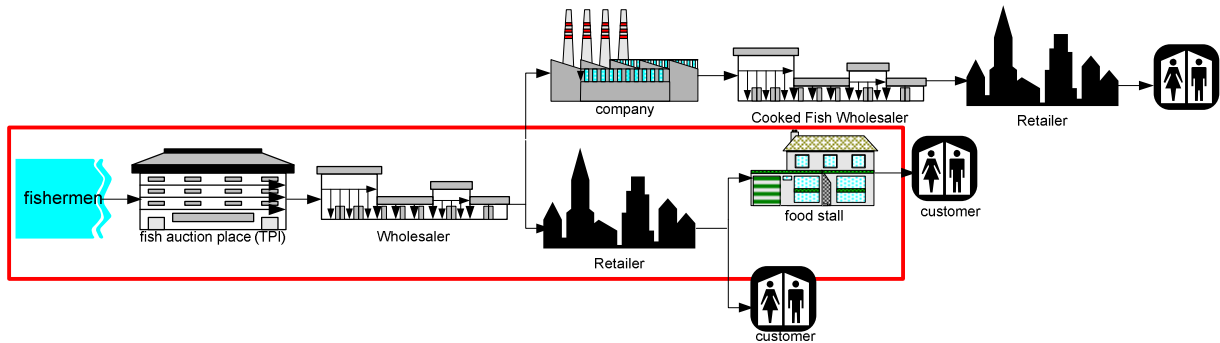 company
Cooked Fish Wholesaler
Retailer
fishermen
fish auction place (TPI)
Wholesaler
Retailer
food stall
customer
customer